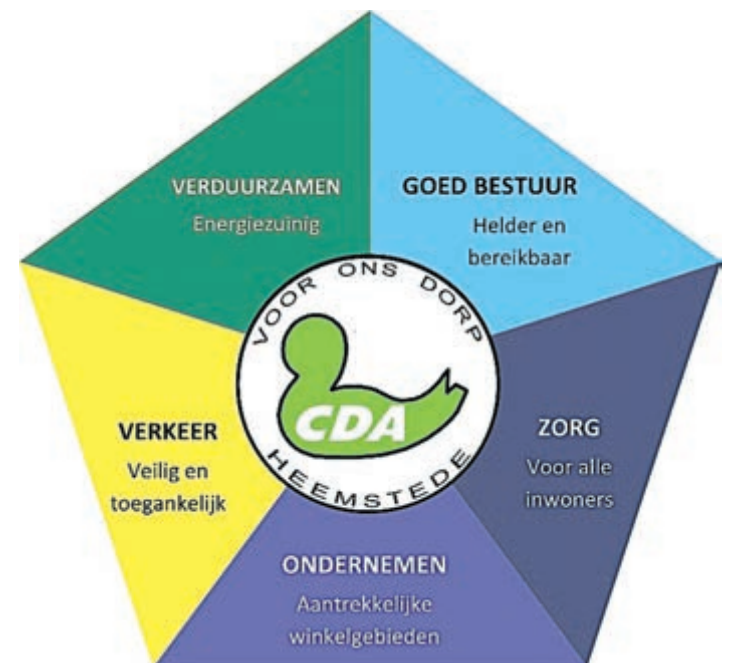 VERDUURZAMEN
Energiezuinig
GOED BESTUUR
Helder en
bereikbaar
VOOR ONS DORP
CDA
HEEMSTEDE
VERKEER
Veilig en
toegankelijk
ZORG
Voor alle
inwoners
ONDERNEMEN
Aantrekkelijke
winkelgebieden